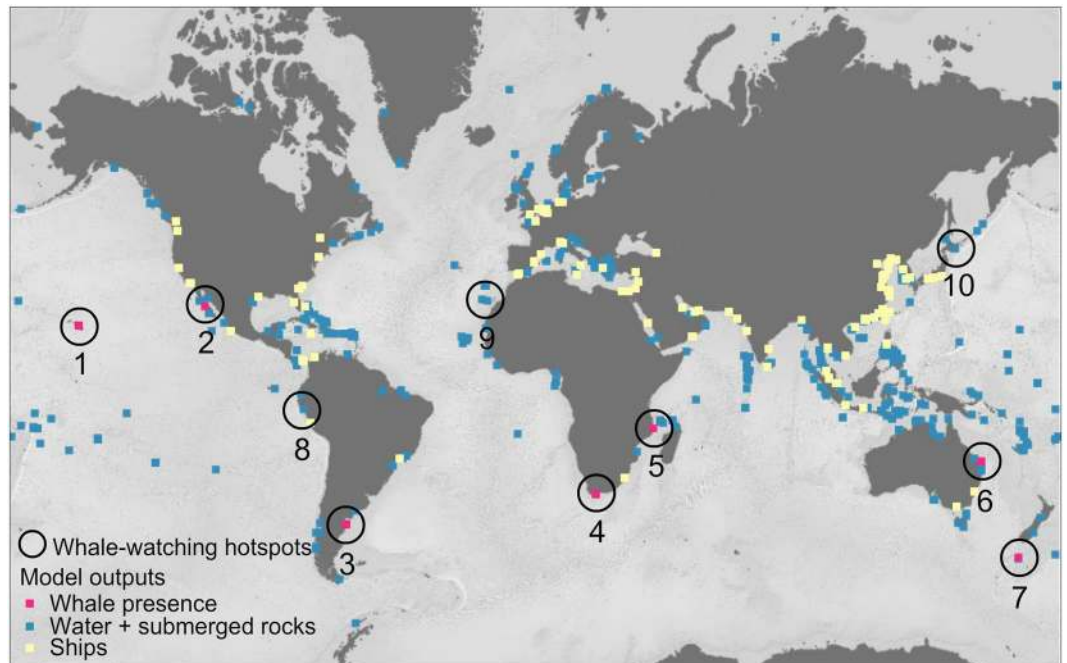 1
2
9
10
8
5
6
4
3
7
Whale-watching hotspots
Model outputs
Whale presence
Water + submerged rocks
Ships